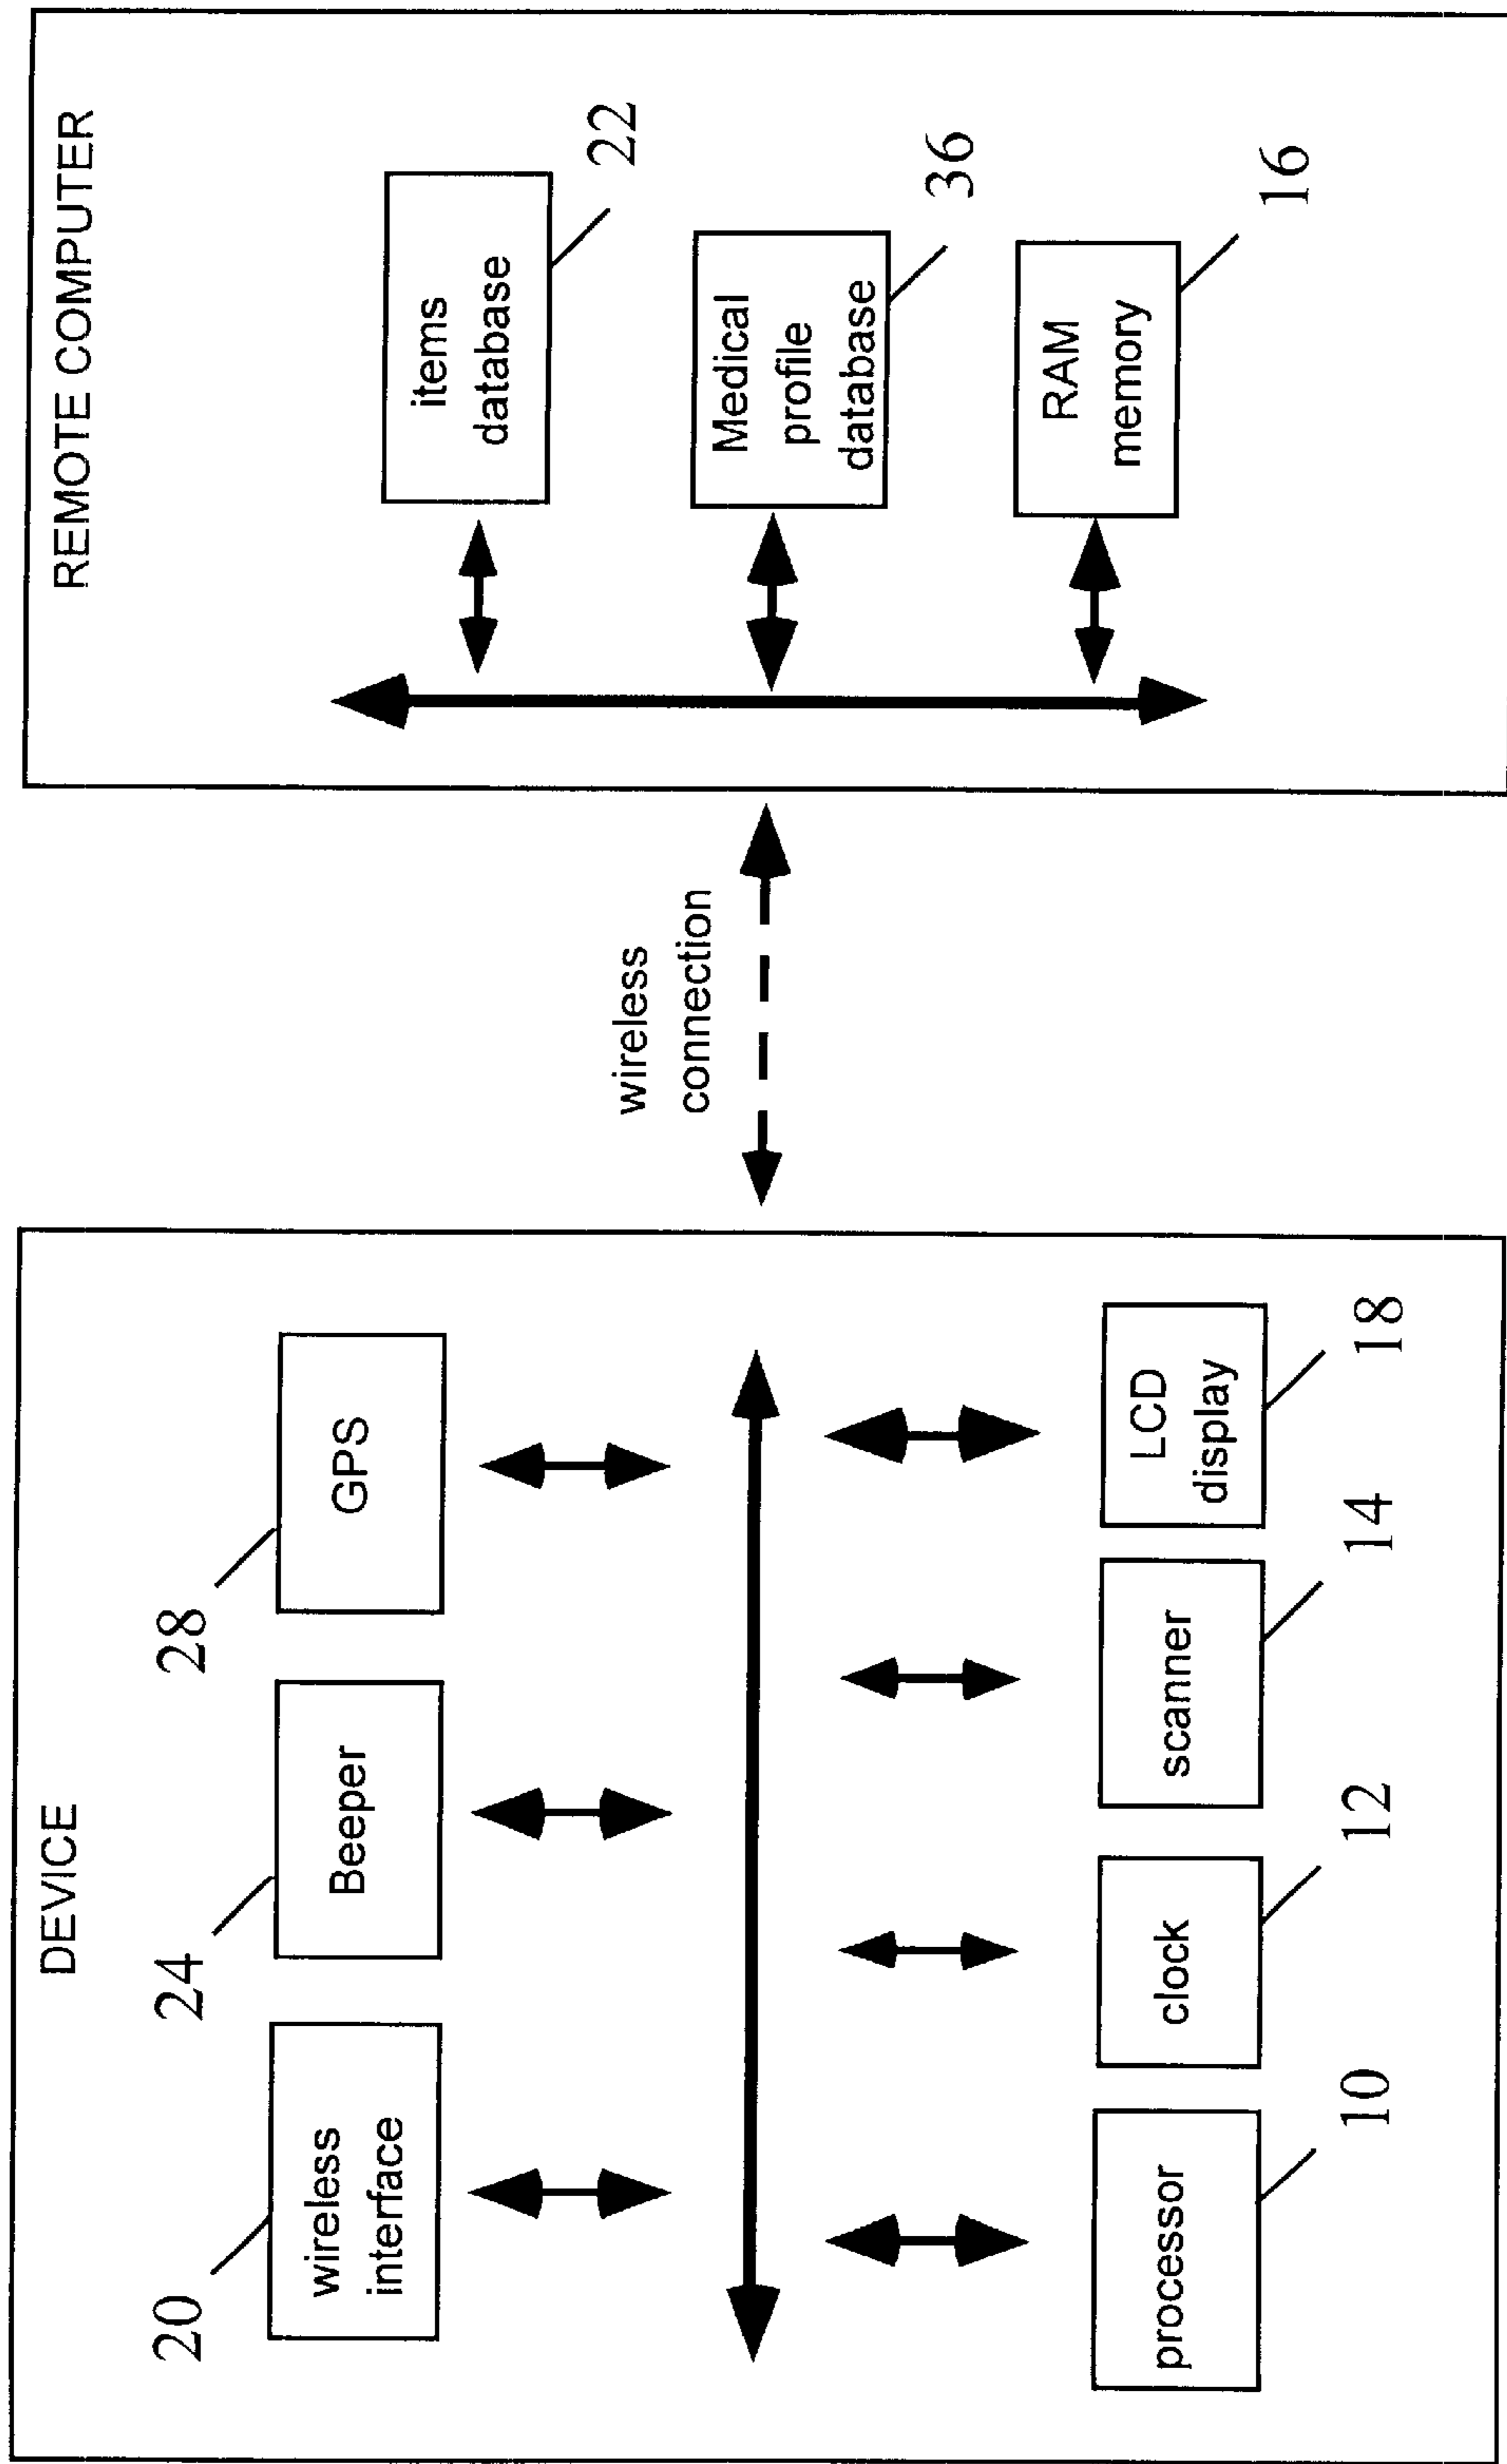 DEVICE
20
24
28
wireless
interface
Beeper
GPS
processor
clock
scanner
LCD
display
10
12
14
18
wireless
connection
REMOTE COMPUTER
items
database
22
Medical
profile
database
36
RAM
memory
16